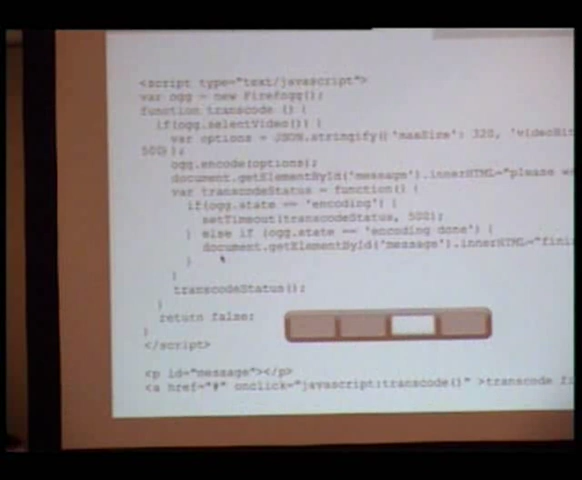 <script type="text/javascript">
var ogg = new Firefogg();
function transcode () {
if(ogg.selectVideo()) {
var options = JSON.stringify({'maxSize': 320, 'videoBit
500});
ogg.encode(options);
document.getElementById('message').innerHTML="please w
var transcodeStatus = function() {
if(ogg.state == 'encoding') {
setTimeout(transcodeStatus, 500);
} else if (ogg.state == 'encoding done') {
document.getElementById('message').innerHTML="fini
}
}
transcodeStatus();
}
return false;
}
</script>
<p id="message"></p>
<a href="#" onclick="javascript:transcode()" >transcode fi